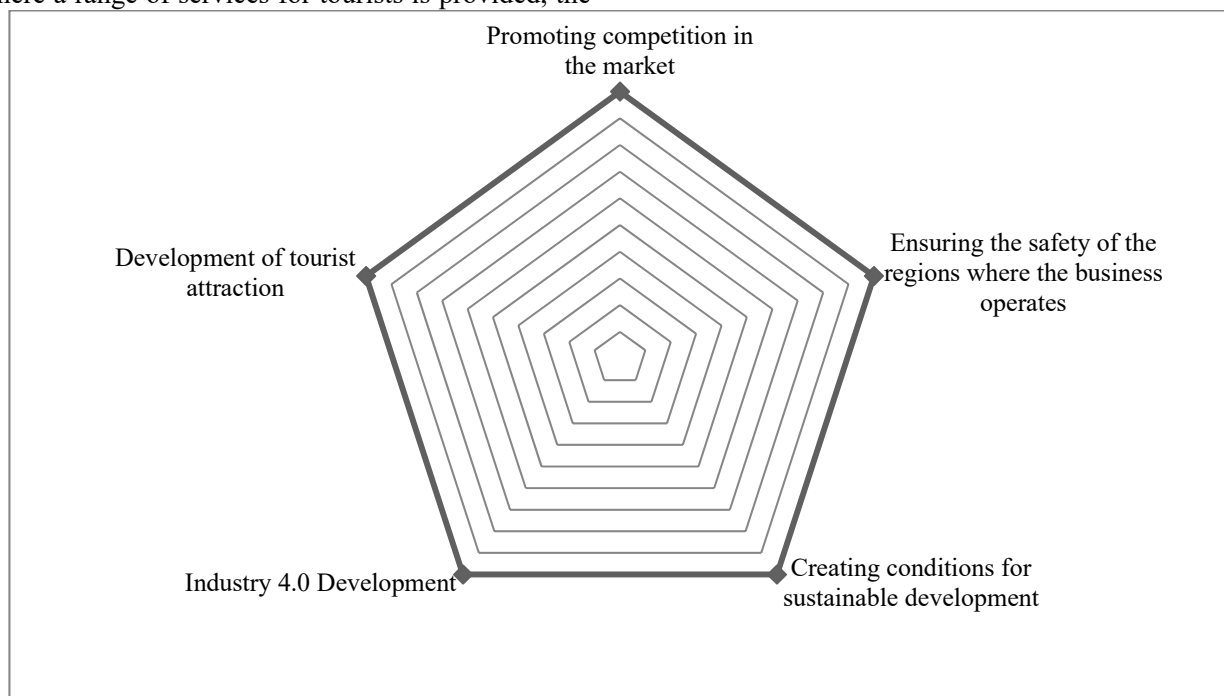 here a range of services for tourists is provided, the
Promoting competition in
the market
Ensuring the safety of the
regions where the business
operates
Development of tourist
attraction
Industry 4.0 Development
Creating conditions for
sustainable development